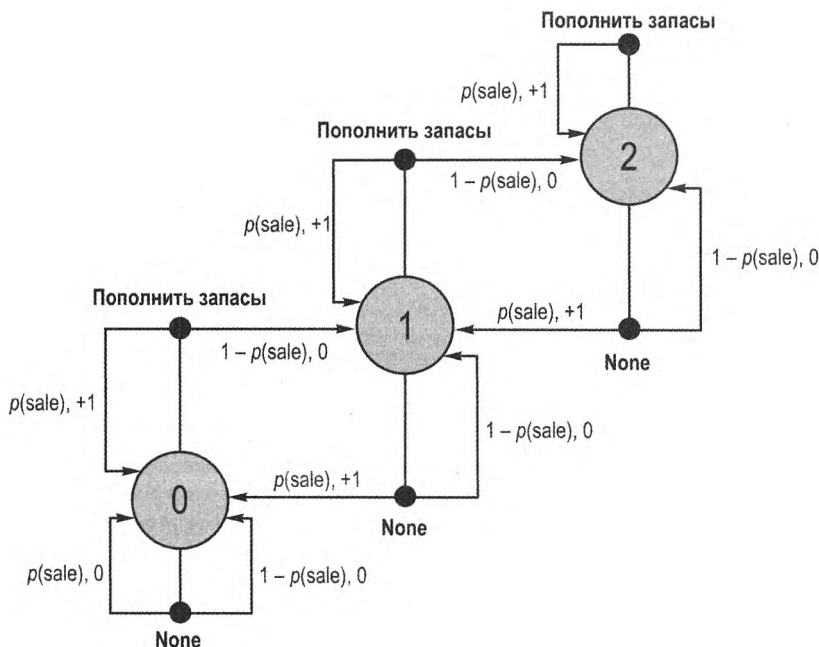 Пополнить запасы
p(sale), +1
2
Пополнить запасы
1 – p(sale), 0
p(sale), +1
1 – p(sale), 0
Пополнить запасы
1
p(sale), +1
1 – p(sale), 0
None
p(sale), +1
1 – p(sale), 0
p(sale), +1
0
None
p(sale), 0
1 – p(sale), 0
None